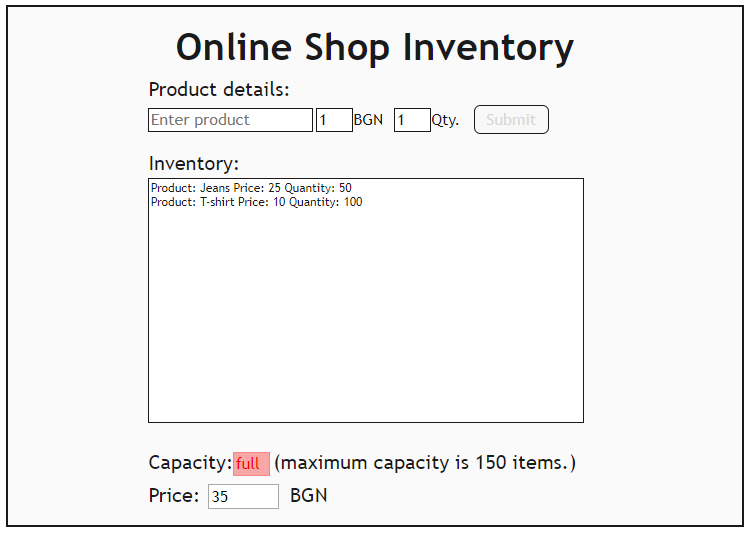 Online Shop Inventory
Product details:
Enter product 1 BGN 1 Qty. Submit
Inventory:
Product: Jeans Price: 25 Quantity: 50
Product: T-shirt Price: 10 Quantity: 100
Capacity: full (maximum capacity is 150 items.)
Price: 35 BGN